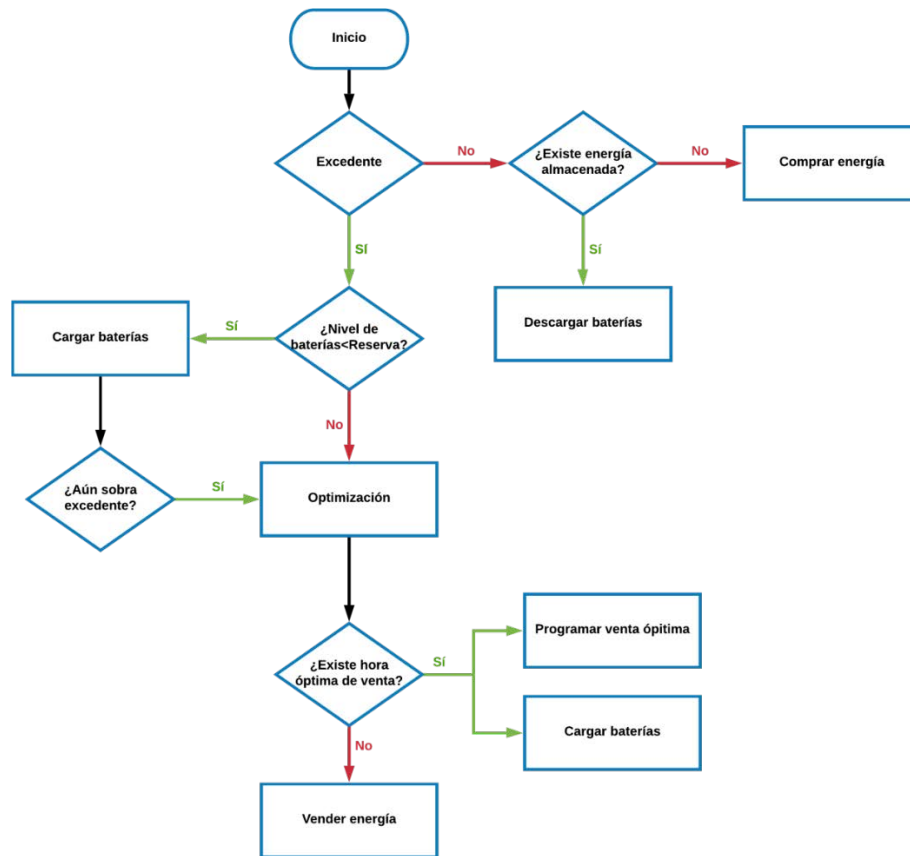 Inicio
Excedente
No
¿Existe energía
almacenada?
No
Comprar energía
Sí
Sí
Descargar baterías
Cargar baterías
Sí
¿Nivel de
baterías<Reserva?
No
¿Aún sobra
excedente?
Sí
Optimización
Programar venta ópitima
¿Existe hora
óptima de venta?
Sí
Cargar baterías
No
Vender energía